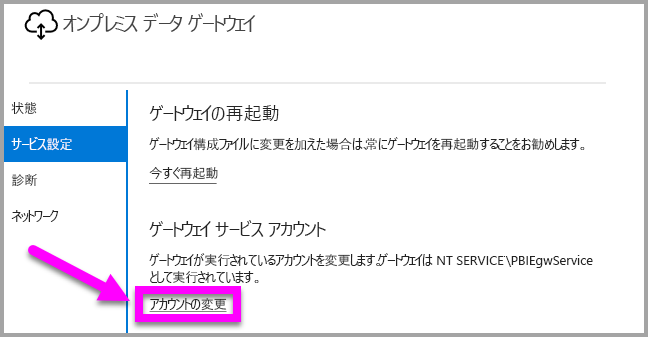 オンプレミス データ ゲートウェイ
状態
サービス設定
診断
ネットワーク
ゲートウェイの再起動
ゲートウェイ構成ファイルに変更を加えた場合は、常にゲートウェイを再起動することをお勧めします。
今すぐ再起動
ゲートウェイ サービス アカウント
ゲートウェイが実行されているアカウントを変更します。ゲートウェイは NT SERVICE\PBIEgwService
として実行されています。
アカウントの変更